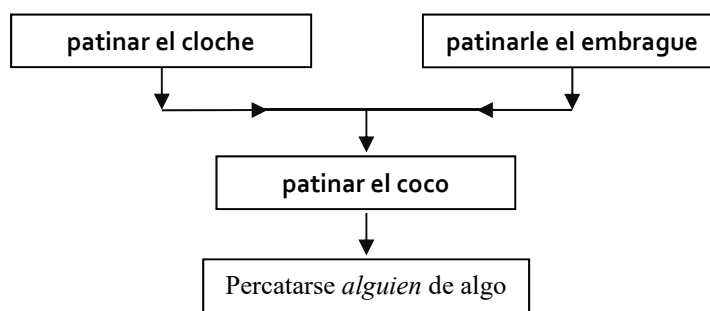 patinar el cloche
patinarle el embrague
patinar el coco
Percatarse alguien de algo